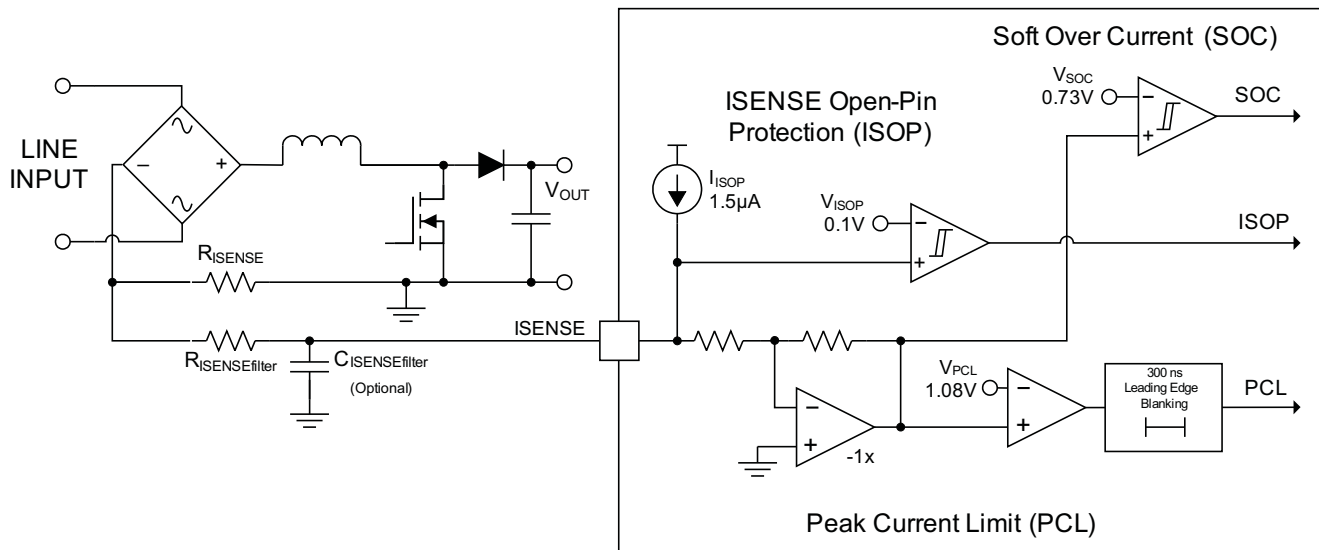 Soft Over Current (SOC)
V_SOC
0.73V
−
+
SOC
ISENSE Open-Pin
Protection (ISOP)
LINE
INPUT
−
+
V_OUT
I_ISOP
1.5µA
V_ISOP
0.1V
−
+
ISOP
R_ISENSE
ISENSE
R_ISENSEfilter
C_ISENSEfilter
(Optional)
V_PCL
1.08V
−
+
300 ns
Leading Edge
Blanking
PCL
−
+
-1x
Peak Current Limit (PCL)